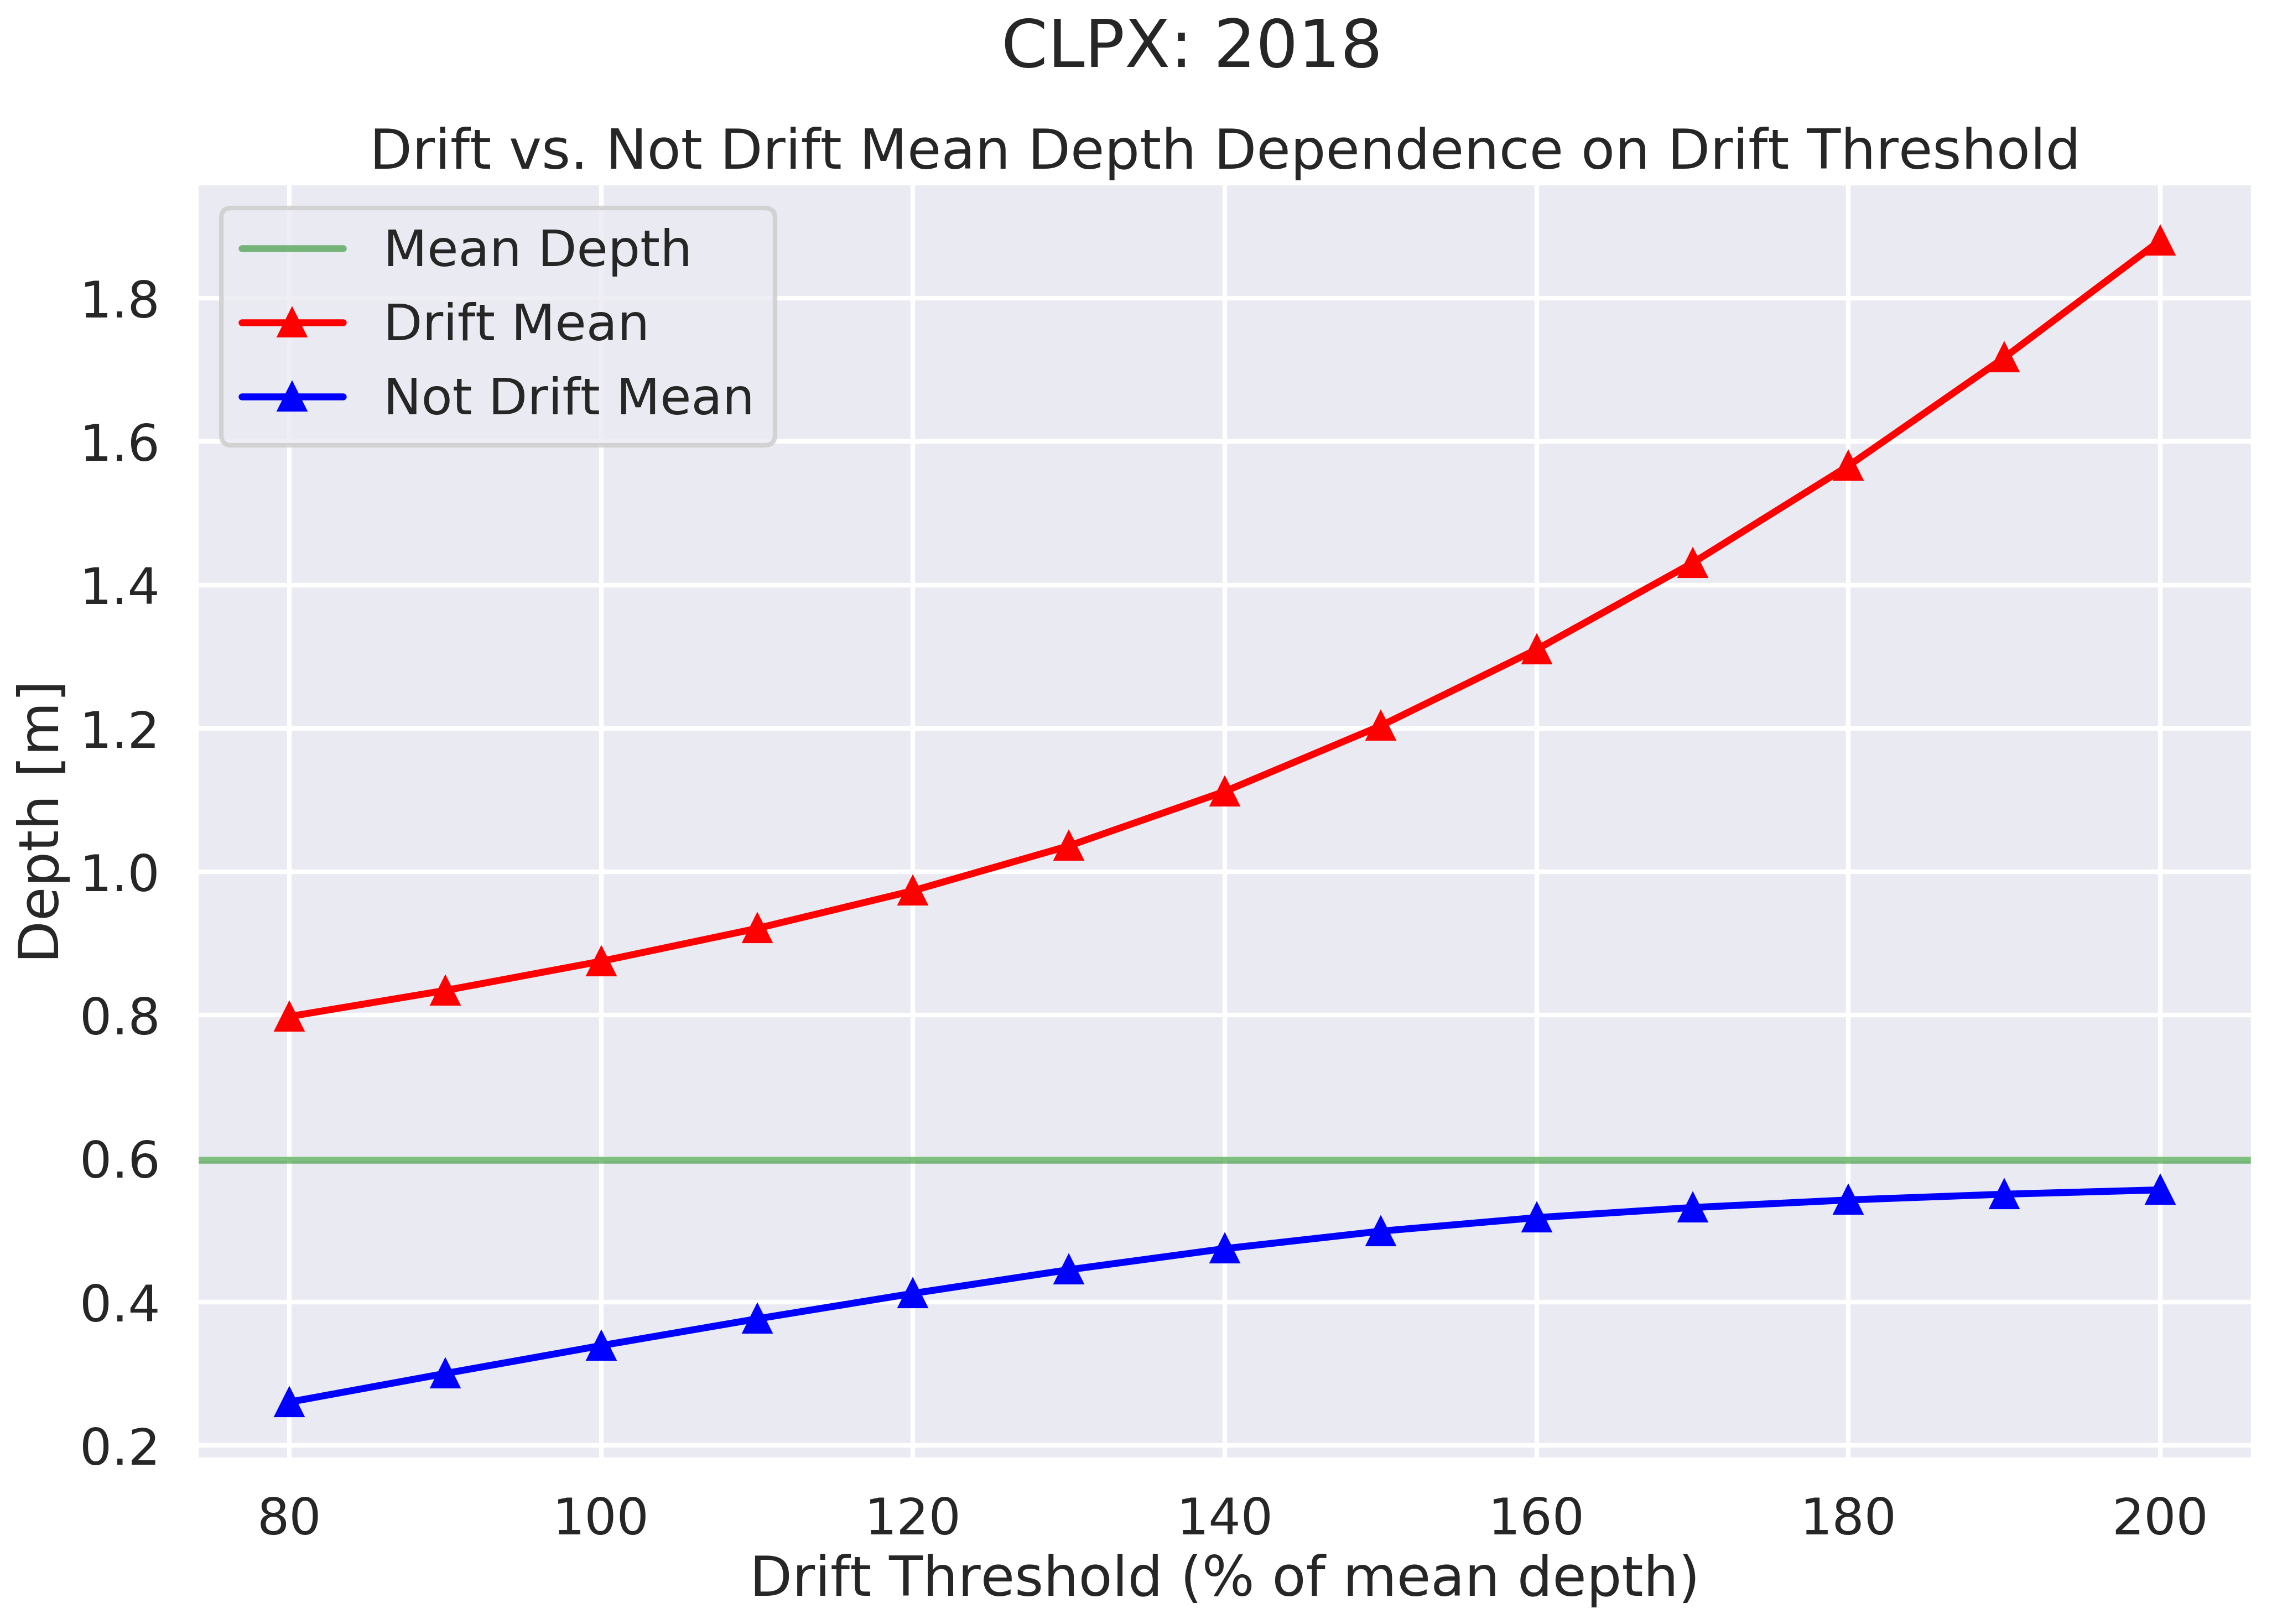 CLPX: 2018
Drift vs. Not Drift Mean Depth Dependence on Drift Threshold
Mean Depth
Drift Mean
Not Drift Mean
1.8
1.6
1.4
1.2
1.0
0.8
0.6
0.4
0.2
Depth [m]
80 100 120 140 160 180 200
Drift Threshold (% of mean depth)